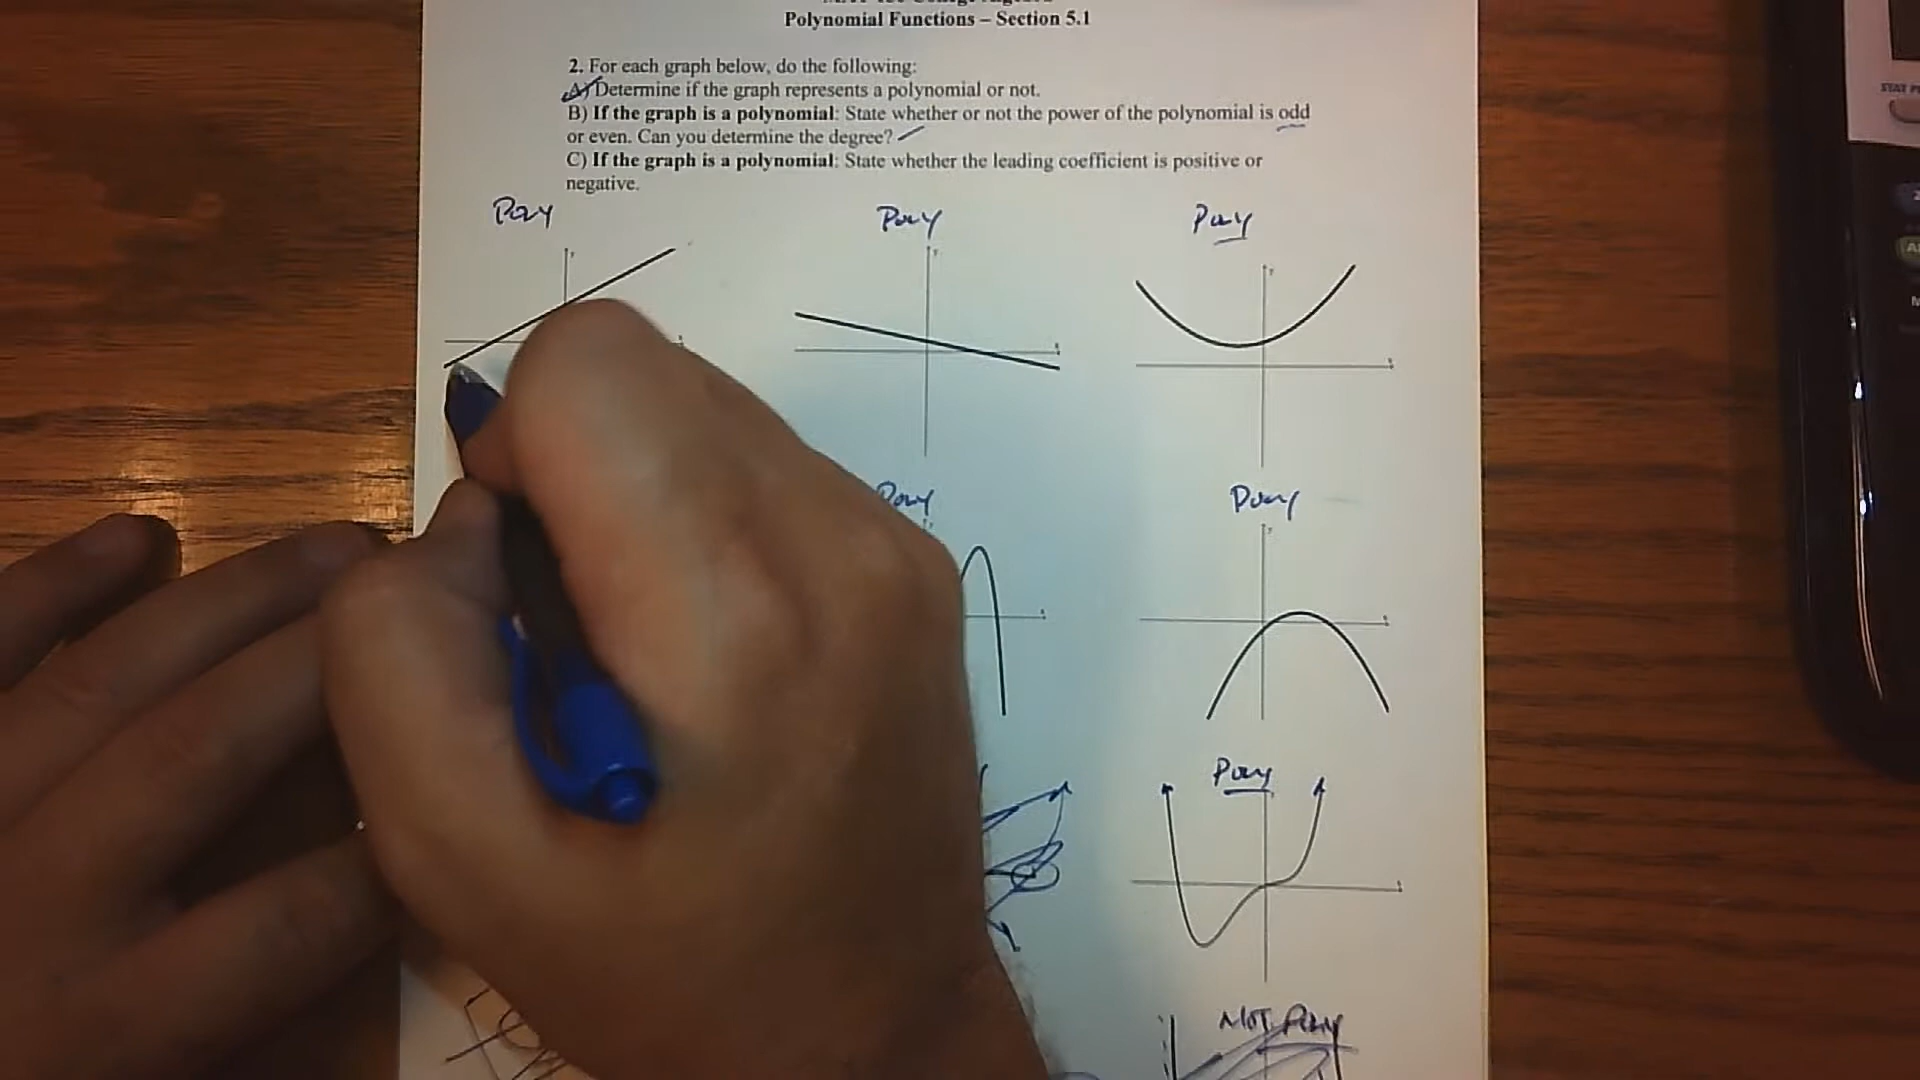 Polynomial Functions – Section 5.1
2. For each graph below, do the following:
A) Determine if the graph represents a polynomial or not.
B) If the graph is a polynomial: State whether or not the power of the polynomial is odd
or even. Can you determine the degree?
C) If the graph is a polynomial: State whether the leading coefficient is positive or
negative.
Poly Poly Poly
Poly Poly
Poly
Not Poly
STAT